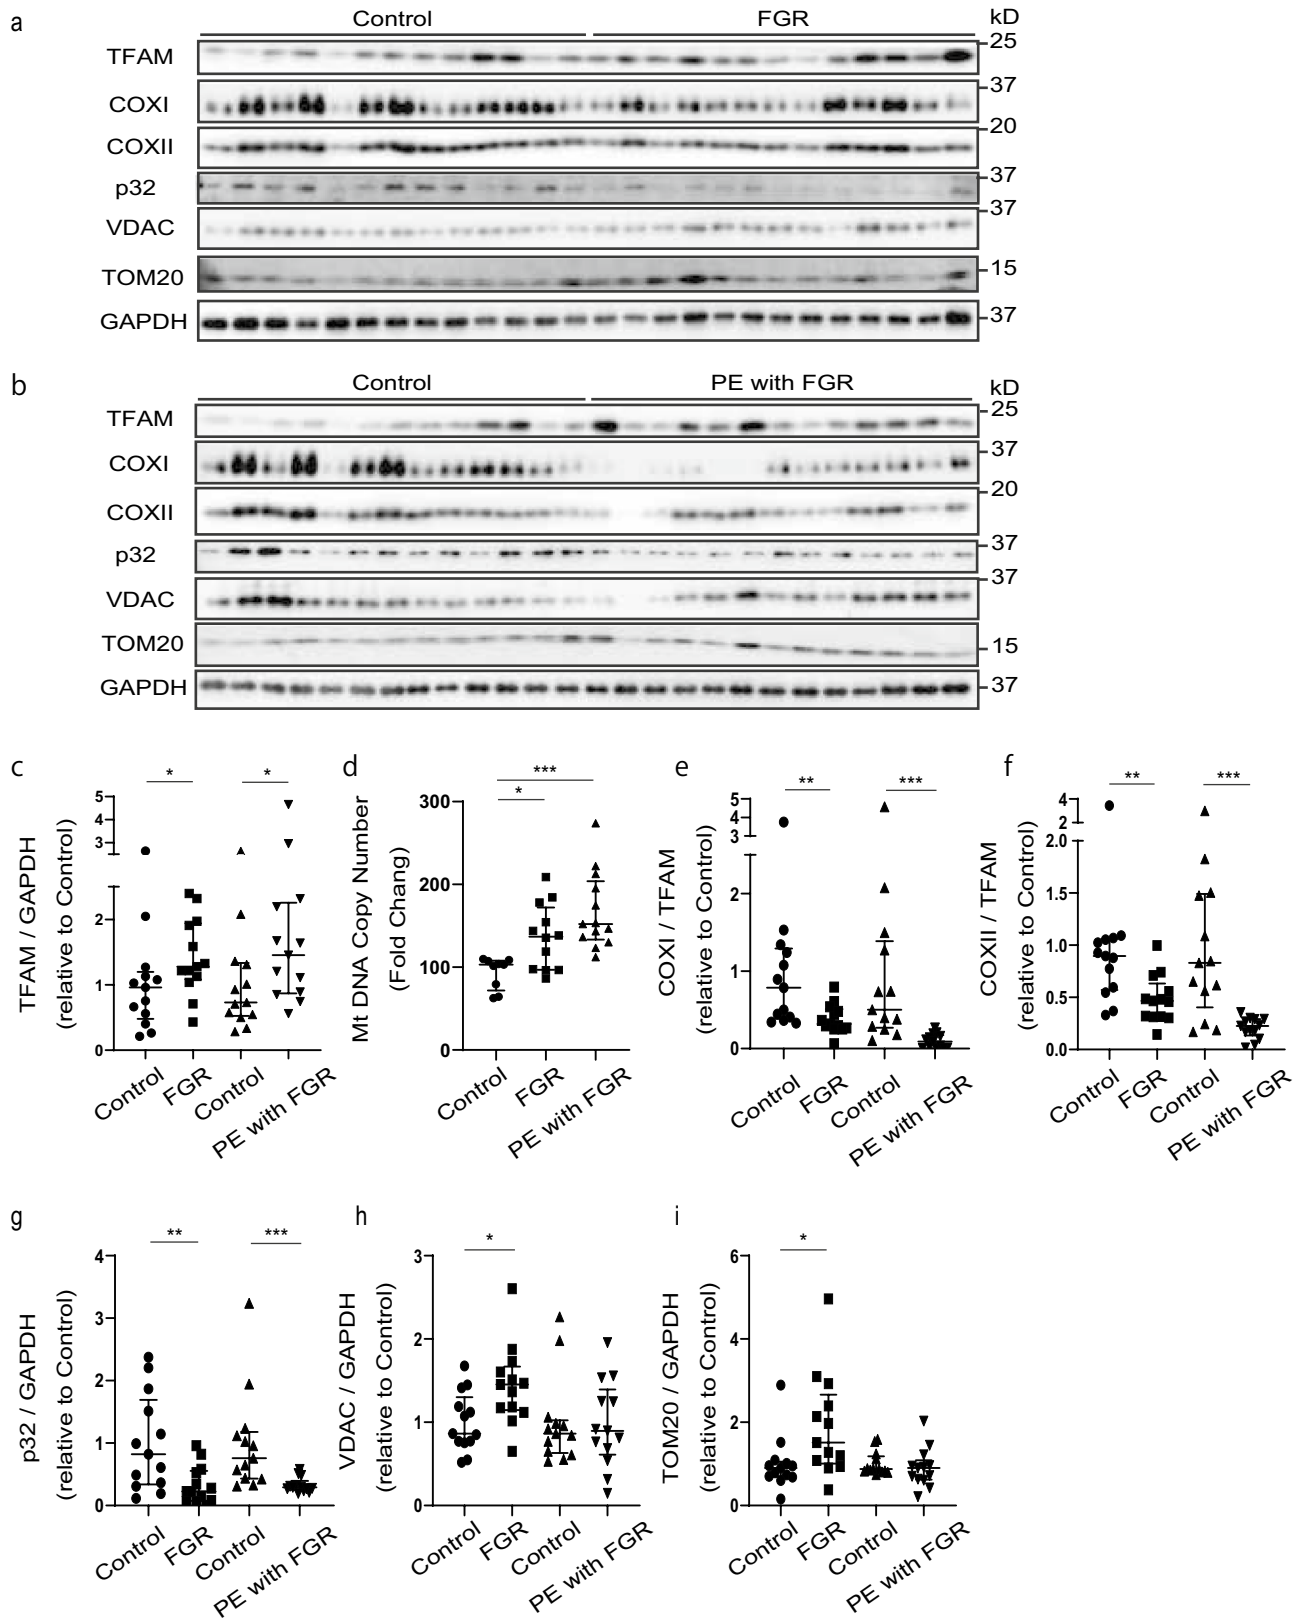 a
Control
FGR
kD
TFAM
25
COXI
37
COXII
20
p32
37
VDAC
37
TOM20
15
GAPDH
37
b
Control
PE with FGR
kD
TFAM
25
COXI
37
COXII
20
p32
37
VDAC
37
TOM20
15
GAPDH
37
c
TFAM / GAPDH
(relative to Control)
5
4
3
2
1
0
*
*
Control
FGR
Control
PE with FGR
d
Mt DNA Copy Number
(Fold Chang)
300
200
100
0
***
*
Control
FGR
PE with FGR
e
COXI / TFAM
(relative to Control)
5
4
3
2
1
0
**
***
Control
FGR
Control
PE with FGR
f
COXII / TFAM
(relative to Control)
4
2
2.0
1.5
1.0
0.5
0.0
**
***
Control
FGR
Control
PE with FGR
g
p32 / GAPDH
(relative to Control)
4
3
2
1
0
**
***
Control
FGR
Control
PE with FGR
h
VDAC / GAPDH
(relative to Control)
3
2
1
0
*
Control
FGR
Control
PE with FGR
i
TOM20 / GAPDH
(relative to Control)
6
4
2
0
*
Control
FGR
Control
PE with FGR